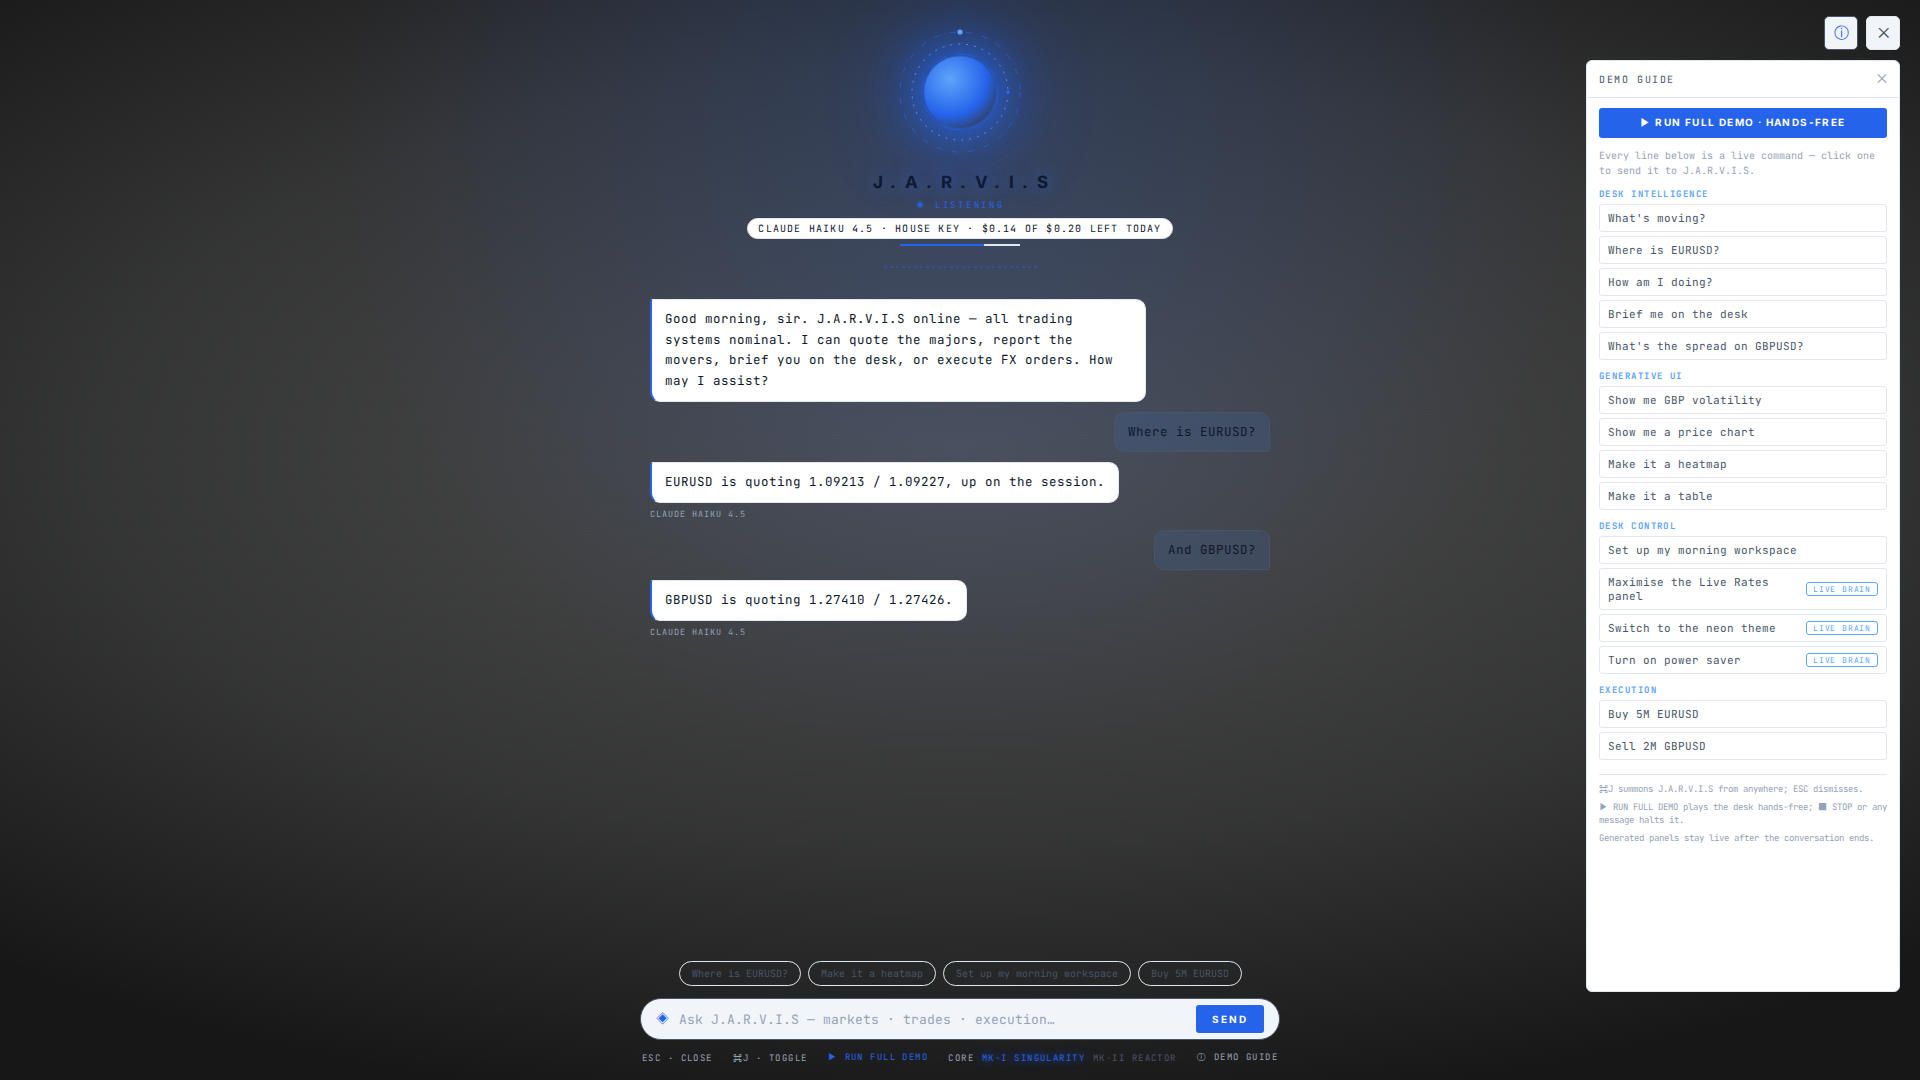 J.A.R.V.I.S
◈ LISTENING
CLAUDE HAIKU 4.5 · HOUSE KEY · $0.14 OF $0.20 LEFT TODAY
Good morning, sir. J.A.R.V.I.S online — all trading
systems nominal. I can quote the majors, report the
movers, brief you on the desk, or execute FX orders. How
may I assist?
Where is EURUSD?
EURUSD is quoting 1.09213 / 1.09227, up on the session.
CLAUDE HAIKU 4.5
And GBPUSD?
GBPUSD is quoting 1.27410 / 1.27426.
CLAUDE HAIKU 4.5
Where is EURUSD?
Make it a heatmap
Set up my morning workspace
Buy 5M EURUSD
◈ Ask J.A.R.V.I.S — markets · trades · execution…
SEND
ESC · CLOSE
⌘J · TOGGLE
▶ RUN FULL DEMO
CORE MK-I SINGULARITY MK-II REACTOR
ⓘ DEMO GUIDE
ⓘ ✕
DEMO GUIDE ✕
▶ RUN FULL DEMO · HANDS-FREE
Every line below is a live command — click one
to send it to J.A.R.V.I.S.
DESK INTELLIGENCE
What's moving?
Where is EURUSD?
How am I doing?
Brief me on the desk
What's the spread on GBPUSD?
GENERATIVE UI
Show me GBP volatility
Show me a price chart
Make it a heatmap
Make it a table
DESK CONTROL
Set up my morning workspace
Maximise the Live Rates
panel
LIVE BRAIN
Switch to the neon theme LIVE BRAIN
Turn on power saver LIVE BRAIN
EXECUTION
Buy 5M EURUSD
Sell 2M GBPUSD
⌘J summons J.A.R.V.I.S from anywhere; ESC dismisses.
▶ RUN FULL DEMO plays the desk hands-free; ■ STOP or any
message halts it.
Generated panels stay live after the conversation ends.